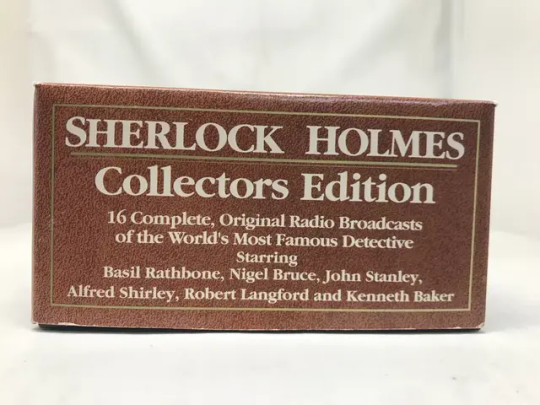 SHERLOCK HOLMES
Collectors Edition
16 Complete, Original Radio Broadcasts
of the World's Most Famous Detective
Starring
Basil Rathbone, Nigel Bruce, John Stanley,
Alfred Shirley, Robert Langford and Kenneth Baker